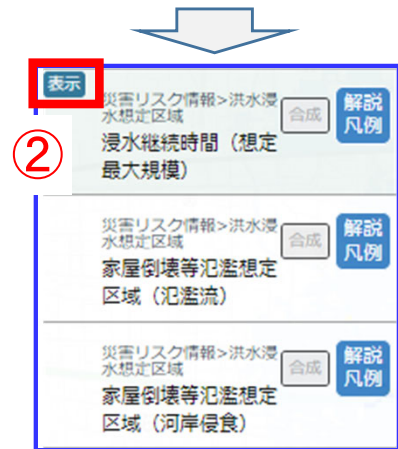 表示
②
災害リスク情報>洪水浸
水想定区域
浸水継続時間（想定
最大規模）
合成
解説
凡例
災害リスク情報>洪水浸
水想定区域
家屋倒壊等氾濫想定
区域（氾濫流）
合成
解説
凡例
災害リスク情報>洪水浸
水想定区域
家屋倒壊等氾濫想定
区域（河岸侵食）
合成
解説
凡例